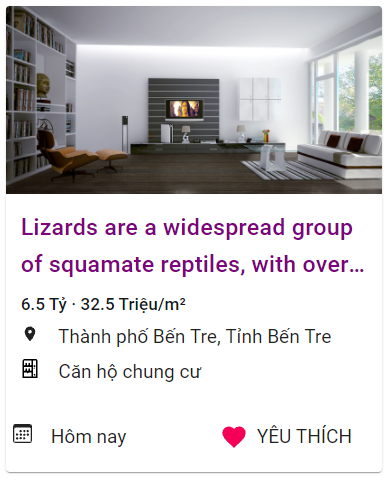 Lizards are a widespread group
of squamate reptiles, with over…
6.5 Tỷ · 32.5 Triệu/m²
Thành phố Bến Tre, Tỉnh Bến Tre
Căn hộ chung cư
Hôm nay
YÊU THÍCH